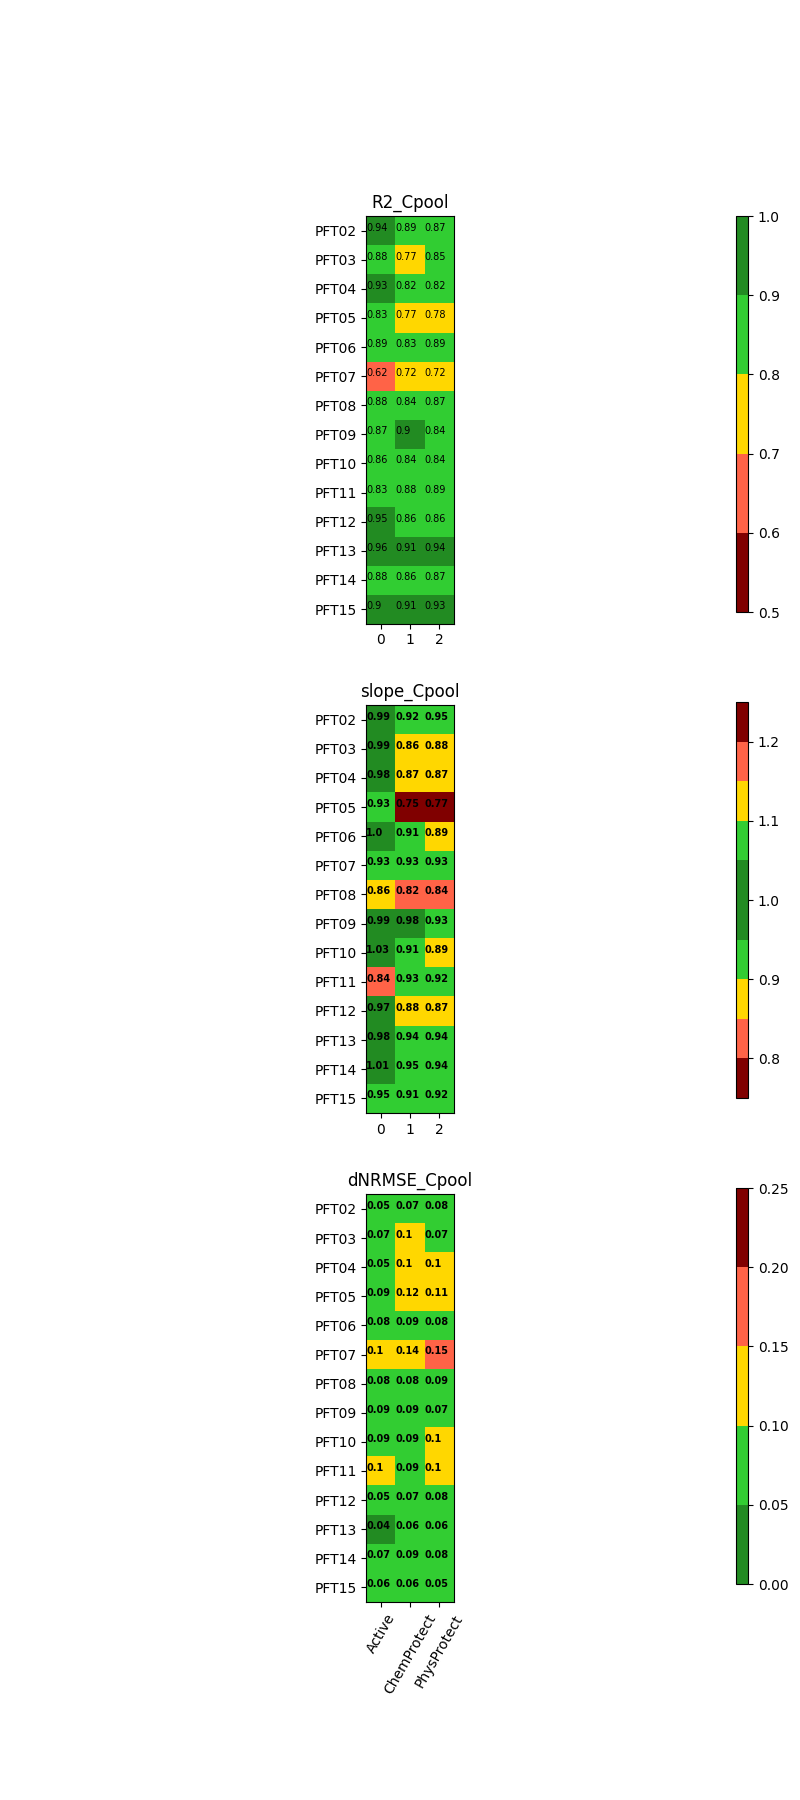 R2_Cpool
PFT02 0.94 0.89 0.87
PFT03 0.88 0.77 0.85
PFT04 0.93 0.82 0.82
PFT05 0.83 0.77 0.78
PFT06 0.89 0.83 0.89
PFT07 0.62 0.72 0.72
PFT08 0.88 0.84 0.87
PFT09 0.87 0.9 0.84
PFT10 0.86 0.84 0.84
PFT11 0.83 0.88 0.89
PFT12 0.95 0.86 0.86
PFT13 0.96 0.91 0.94
PFT14 0.88 0.86 0.87
PFT15 0.9 0.91 0.93
0 1 2
1.0
0.9
0.8
0.7
0.6
0.5
slope_Cpool
PFT02 0.99 0.92 0.95
PFT03 0.99 0.86 0.88
PFT04 0.98 0.87 0.87
PFT05 0.93 0.75 0.77
PFT06 1.0 0.91 0.89
PFT07 0.93 0.93 0.93
PFT08 0.86 0.82 0.84
PFT09 0.99 0.98 0.93
PFT10 1.03 0.91 0.89
PFT11 0.84 0.93 0.92
PFT12 0.97 0.88 0.87
PFT13 0.98 0.94 0.94
PFT14 1.01 0.95 0.94
PFT15 0.95 0.91 0.92
0 1 2
1.2
1.1
1.0
0.9
0.8
dNRMSE_Cpool
PFT02 0.05 0.07 0.08
PFT03 0.07 0.1 0.07
PFT04 0.05 0.1 0.1
PFT05 0.09 0.12 0.11
PFT06 0.08 0.09 0.08
PFT07 0.1 0.14 0.15
PFT08 0.08 0.08 0.09
PFT09 0.09 0.09 0.07
PFT10 0.09 0.09 0.1
PFT11 0.1 0.09 0.1
PFT12 0.05 0.07 0.08
PFT13 0.04 0.06 0.06
PFT14 0.07 0.09 0.08
PFT15 0.06 0.06 0.05
Active ChemProtect PhysProtect
0.25
0.20
0.15
0.10
0.05
0.00